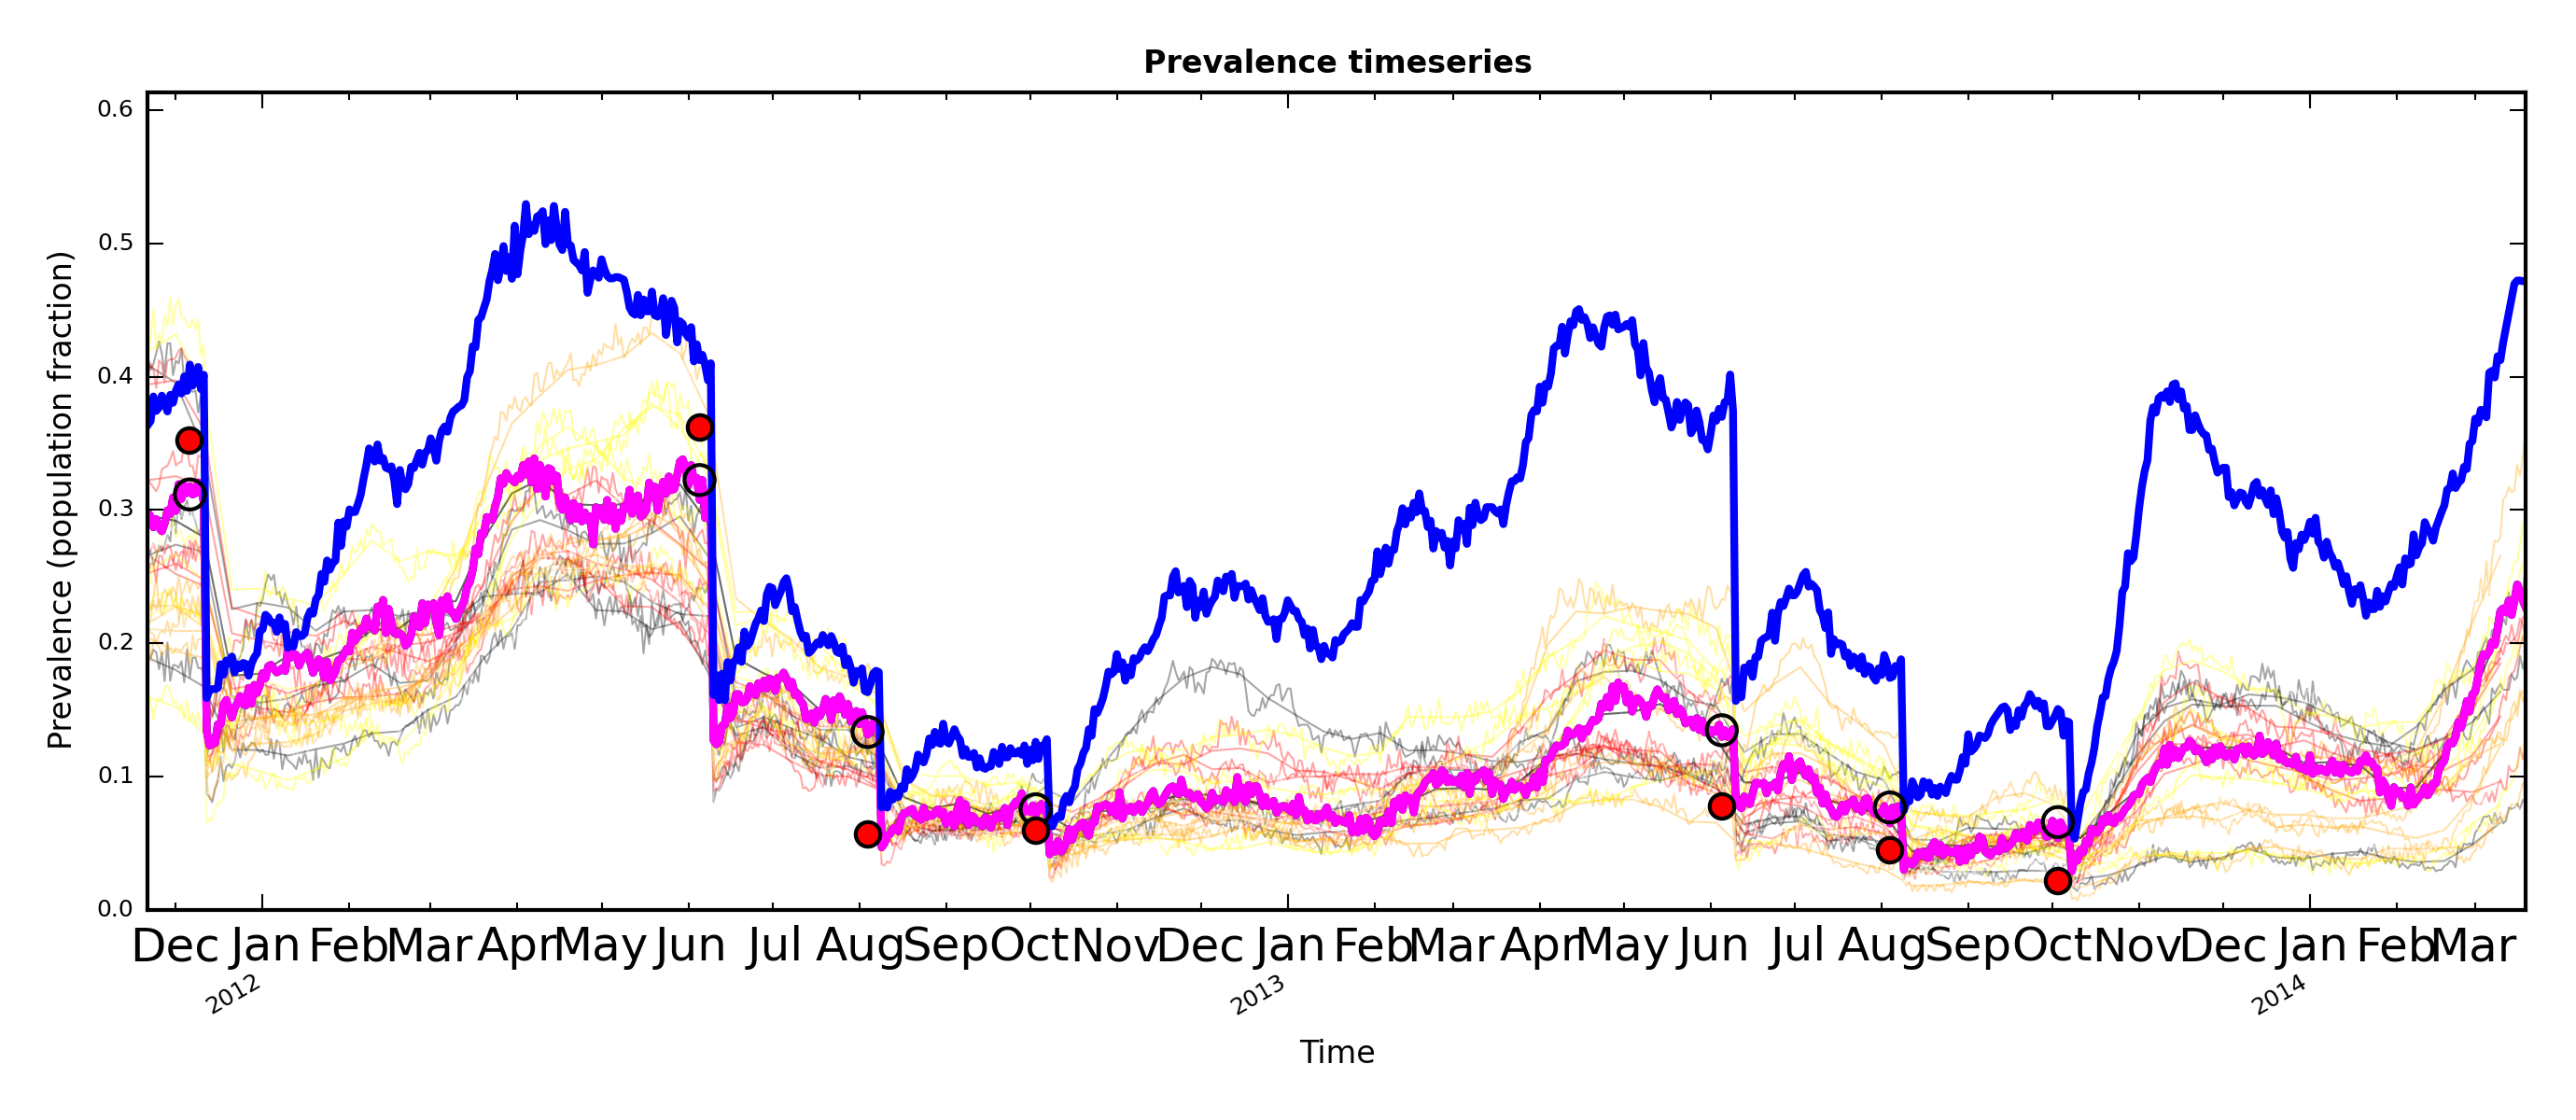 Prevalence timeseries
Prevalence (population fraction)
0.6
0.5
0.4
0.3
0.2
0.1
0.0
Dec Jan Feb Mar Apr May Jun Jul Aug Sep Oct Nov Dec Jan Feb Mar Apr May Jun Jul Aug Sep Oct Nov Dec Jan Feb Mar
2012 2013 2014
Time